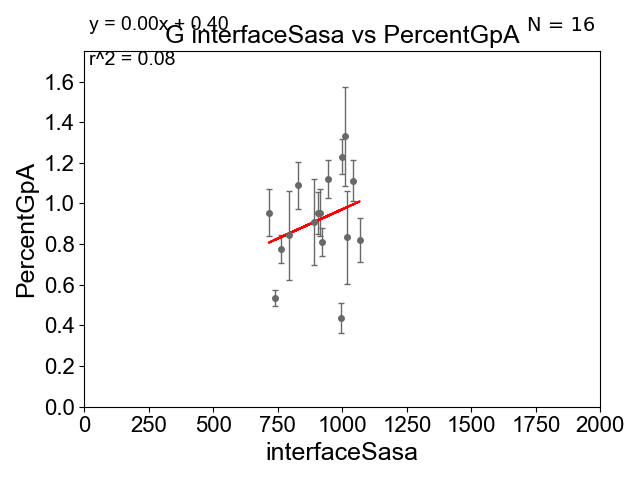 y = 0.00x + 0.40
G interfaceSasa vs PercentGpA
N = 16
r^2 = 0.08
PercentGpA
1.6
1.4
1.2
1.0
0.8
0.6
0.4
0.2
0.0
0 250 500 750 1000 1250 1500 1750 2000
interfaceSasa